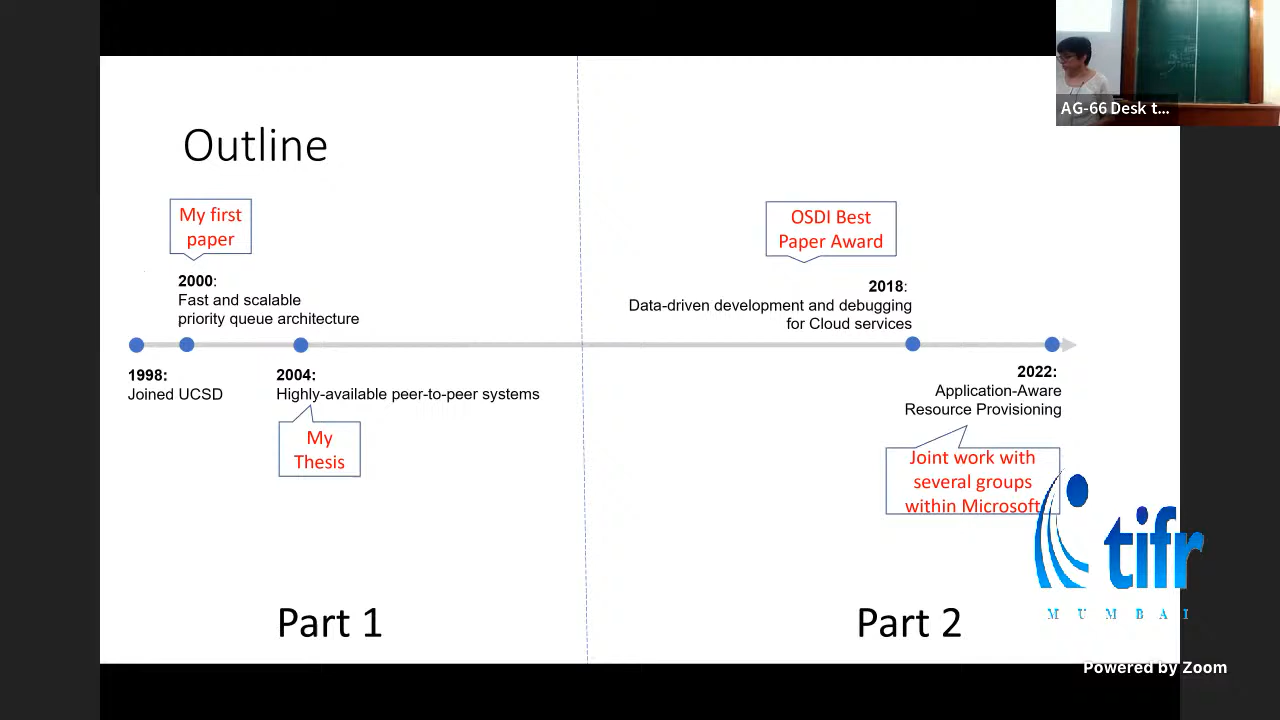 Outline
My first
paper
2000:
Fast and scalable
priority queue architecture
1998:
Joined UCSD
2004:
Highly-available peer-to-peer systems
My
Thesis
OSDI Best
Paper Award
2018:
Data-driven development and debugging
for Cloud services
2022:
Application-Aware
Resource Provisioning
Joint work with
several groups
within Microsoft
Part 1
Part 2
AG-66 Desk t...
tifr
MUMBAI
Powered by Zoom